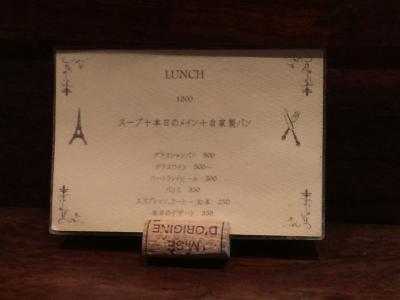 LUNCH
1200
スープ+本日のメイン+自家製パン
グラスシャンパン 900
グラスワイン 500~
ハートランドビール 500
ペリエ 350
エスプレッソ、コーヒー、紅茶 250
本日のデザート 350
MISE
D'ORIGINE